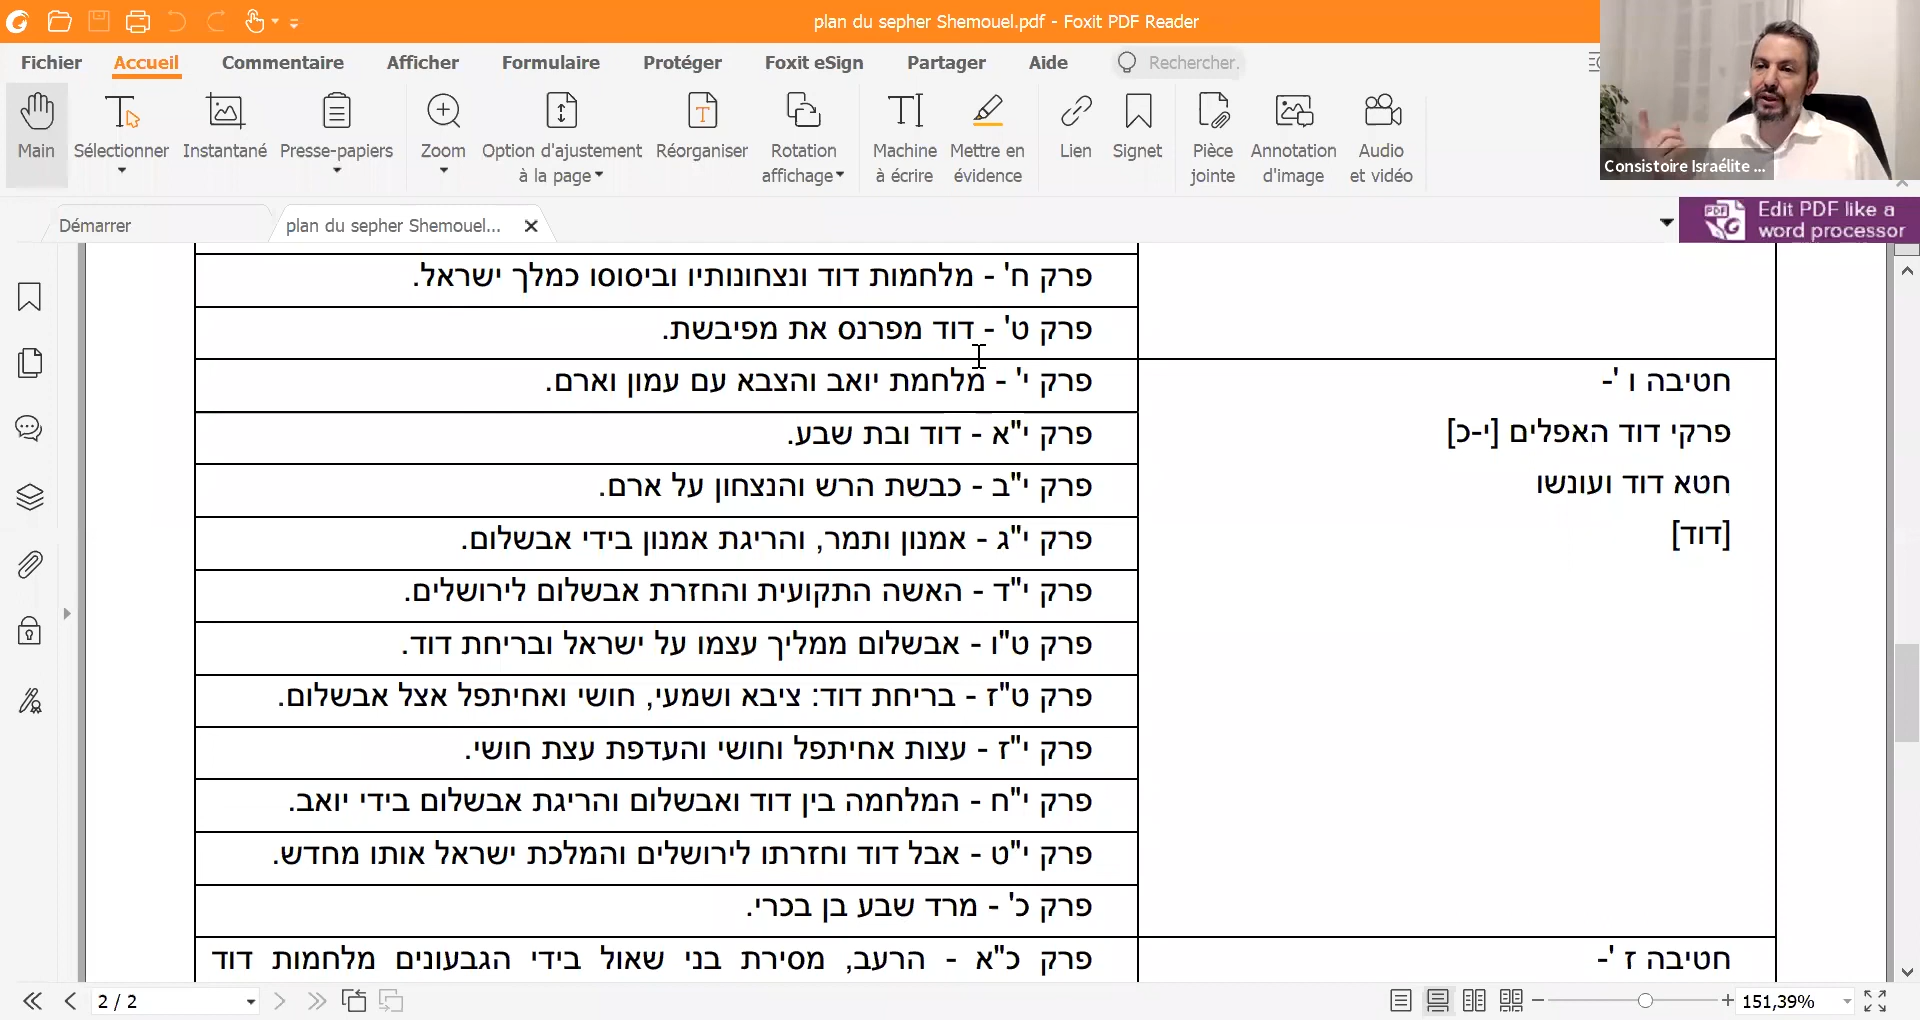 plan du sepher Shemouel.pdf - Foxit PDF Reader
Fichier Accueil Commentaire Afficher Formulaire Protéger Foxit eSign Partager Aide Rechercher.
Main Sélectionner Instantané Presse-papiers Zoom Option d'ajustement à la page Réorganiser Rotation affichage Machine à écrire Mettre en évidence Lien Signet Pièce jointe Annotation d'image Audio et vidéo
Consistoire Israélite ...
Démarrer plan du sepher Shemouel...
Edit PDF like a
word processor
פרק ח' - מלחמות דוד ונצחונותיו וביסוסו כמלך ישראל.
פרק ט' - דוד מפרנס את מפיבשת.
חטיבה ו '-
פרקי דוד האפלים [י-כ]
חטא דוד ועונשו
[דוד]
פרק י' - מלחמת יואב והצבא עם עמון וארם.
פרק י"א - דוד ובת שבע.
פרק י"ב - כבשת הרש והנצחון על ארם.
פרק י"ג - אמנון ותמר, והריגת אמנון בידי אבשלום.
פרק י"ד - האשה התקועית והחזרת אבשלום לירושלים.
פרק ט"ו - אבשלום ממליך עצמו על ישראל ובריחת דוד.
פרק ט"ז - בריחת דוד: ציבא ושמעי, חושי ואחיתפל אצל אבשלום.
פרק י"ז - עצות אחיתפל וחושי והעדפת עצת חושי.
פרק י"ח - המלחמה בין דוד ואבשלום והריגת אבשלום בידי יואב.
פרק י"ט - אבל דוד וחזרתו לירושלים והמלכת ישראל אותו מחדש.
פרק כ' - מרד שבע בן בכרי.
חטיבה ז '-
פרק כ"א - הרעב, מסירת בני שאול בידי הגבעונים מלחמות דוד
2 / 2
151,39%